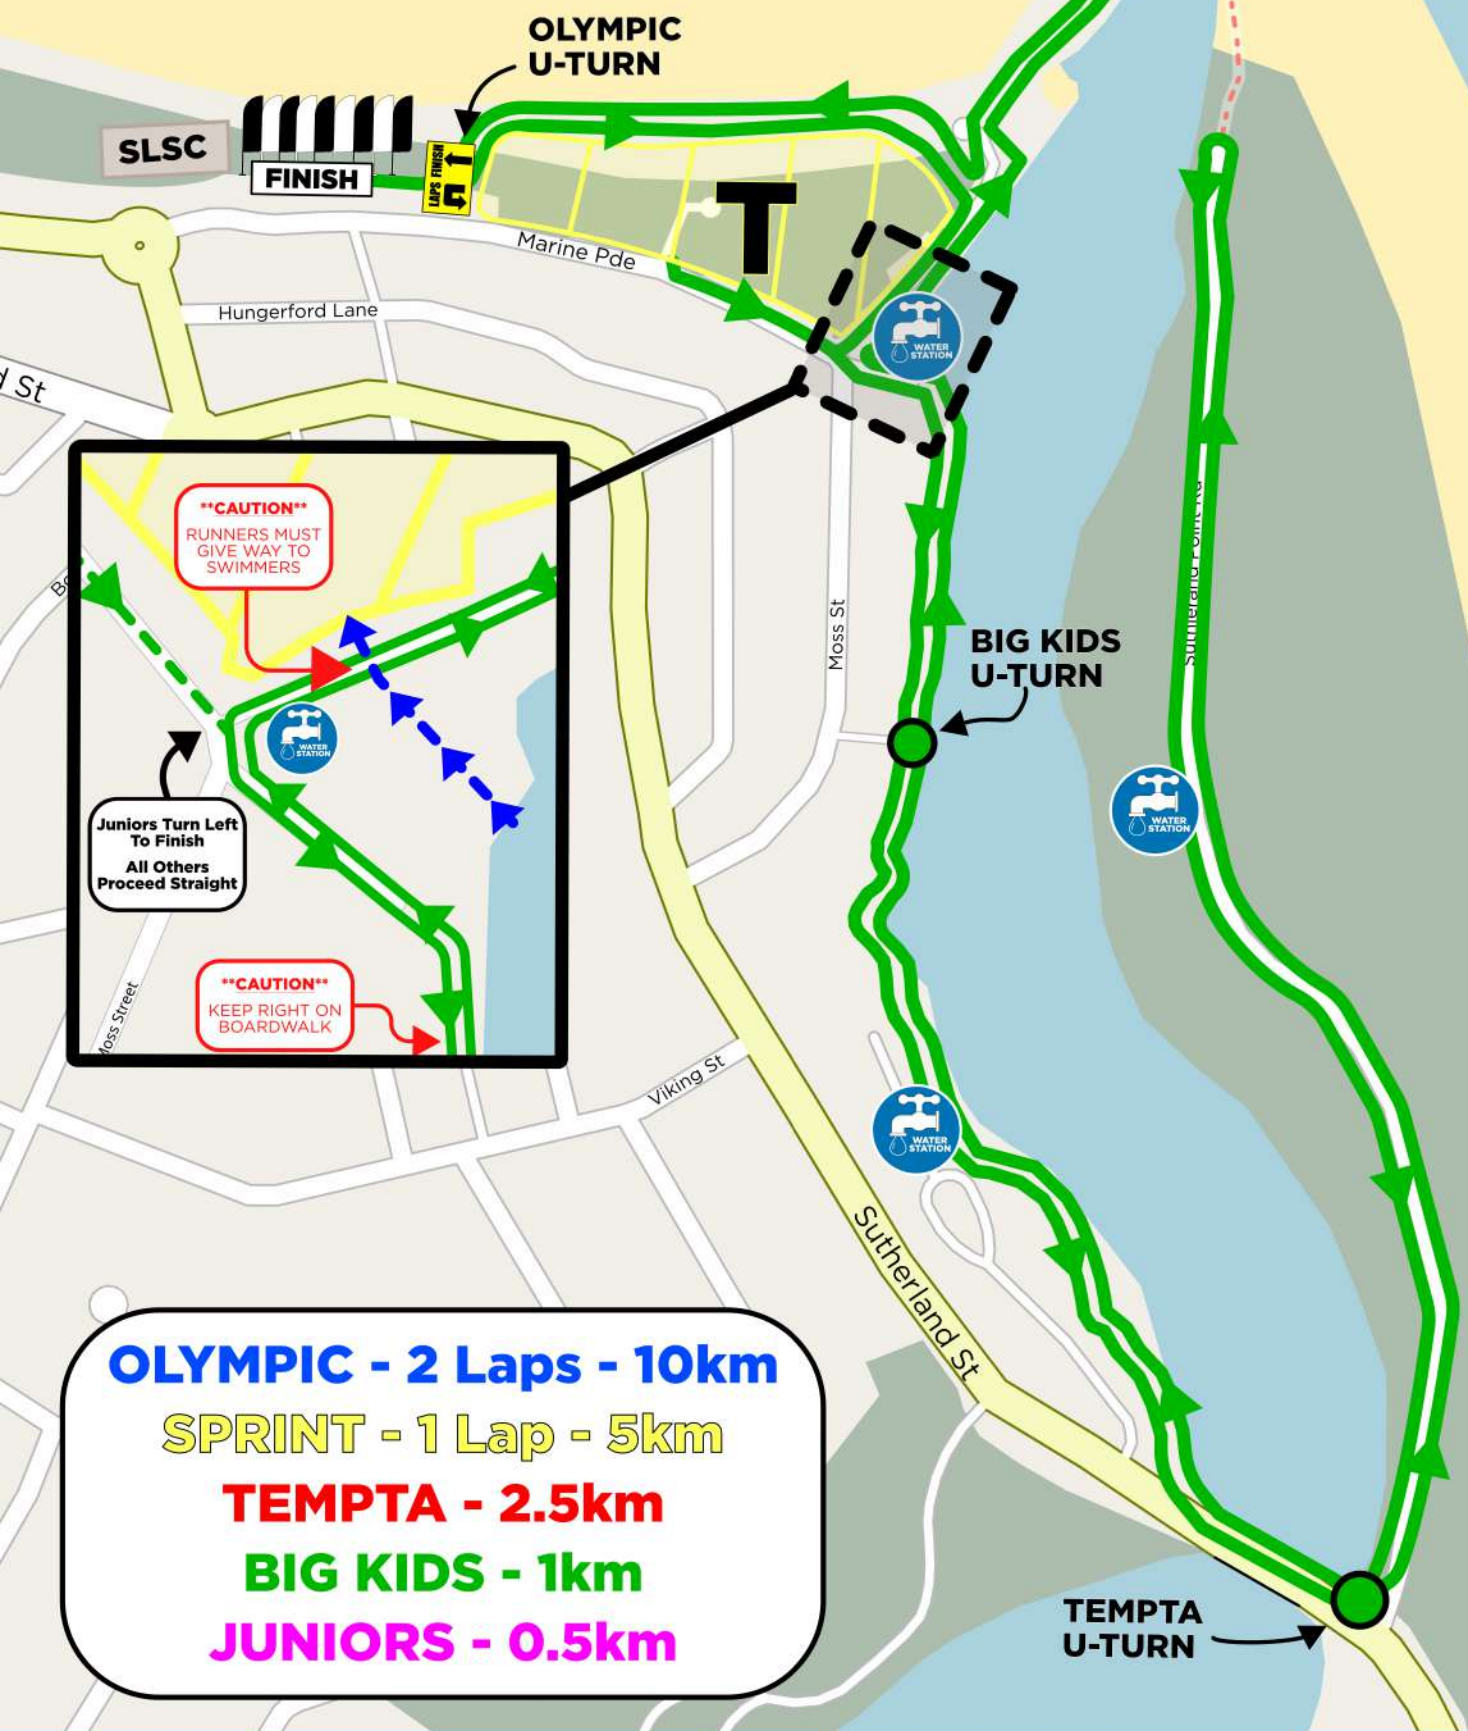 OLYMPIC
U-TURN
SLSC
FINISH
LAPS FINISH
T
Marine Pde
Hungerford Lane
d St
WATER
STATION
**CAUTION**
RUNNERS MUST
GIVE WAY TO
SWIMMERS
WATER
STATION
Juniors Turn Left
To Finish
All Others
Proceed Straight
**CAUTION**
KEEP RIGHT ON
BOARDWALK
Moss Street
Moss St
BIG KIDS
U-TURN
Sutherland Point Rd
WATER
STATION
Viking St
WATER
STATION
Sutherland St
OLYMPIC - 2 Laps - 10km
SPRINT - 1 Lap - 5km
TEMPTA - 2.5km
BIG KIDS - 1km
JUNIORS - 0.5km
TEMPTA
U-TURN